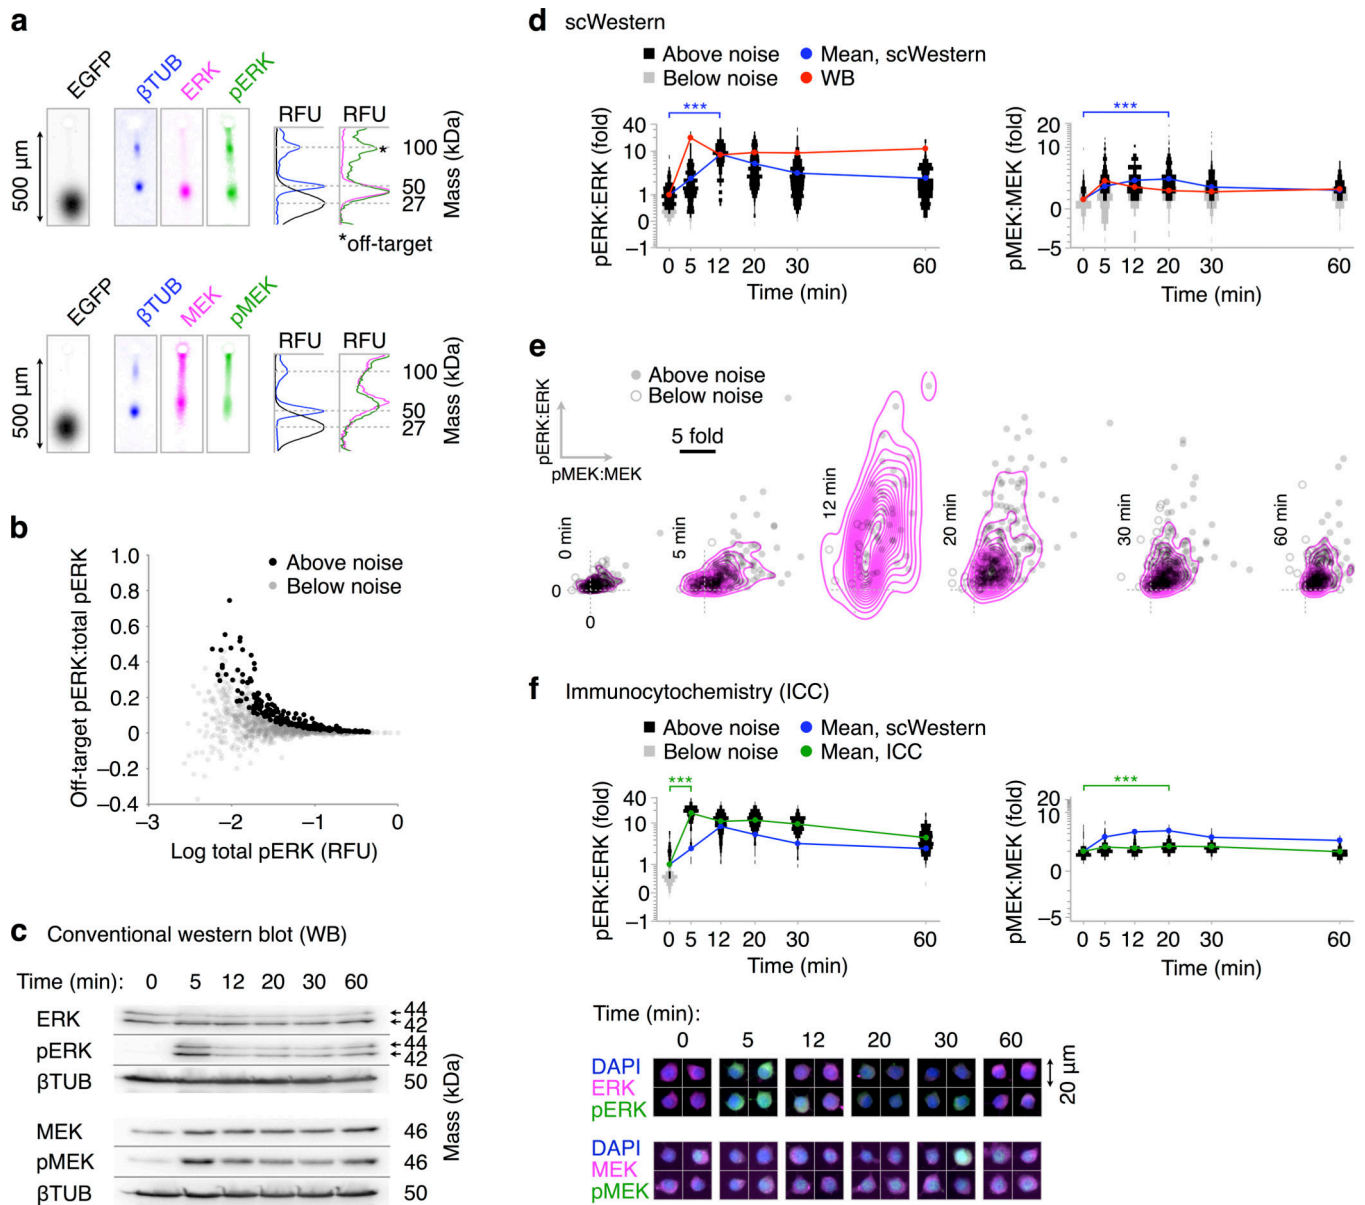 a
EGFP
βTUB
ERK
pERK
RFU
RFU
500 µm
100
50
27
Mass (kDa)
*
*off-target
EGFP
βTUB
MEK
pMEK
RFU
RFU
500 µm
100
50
27
Mass (kDa)
b
Off-target pERK:total pERK
1.0
0.8
0.6
0.4
0.2
0
−0.2
−0.4
Above noise
Below noise
−3
−2
−1
0
Log total pERK (RFU)
c Conventional western blot (WB)
Time (min): 0 5 12 20 30 60
ERK
44
42
pERK
44
42
βTUB
50
MEK
46
pMEK
46
βTUB
50
Mass (kDa)
d scWestern
Above noise
Mean, scWestern
Below noise
WB
pERK:ERK (fold)
40
10
1
0
−1
***
0 5 12 20 30 60
Time (min)
pMEK:MEK (fold)
20
10
0
−5
***
0 5 12 20 30 60
Time (min)
e
Above noise
Below noise
pERK:ERK
pMEK:MEK
5 fold
0 min
5 min
12 min
20 min
30 min
60 min
0
0
f Immunocytochemistry (ICC)
Above noise
Mean, scWestern
Below noise
Mean, ICC
pERK:ERK (fold)
40
10
1
0
−1
***
0 5 12 20 30 60
Time (min)
pMEK:MEK (fold)
20
10
0
−5
***
0 5 12 20 30 60
Time (min)
Time (min):
0 5 12 20 30 60
DAPI
ERK
pERK
20 µm
DAPI
MEK
pMEK